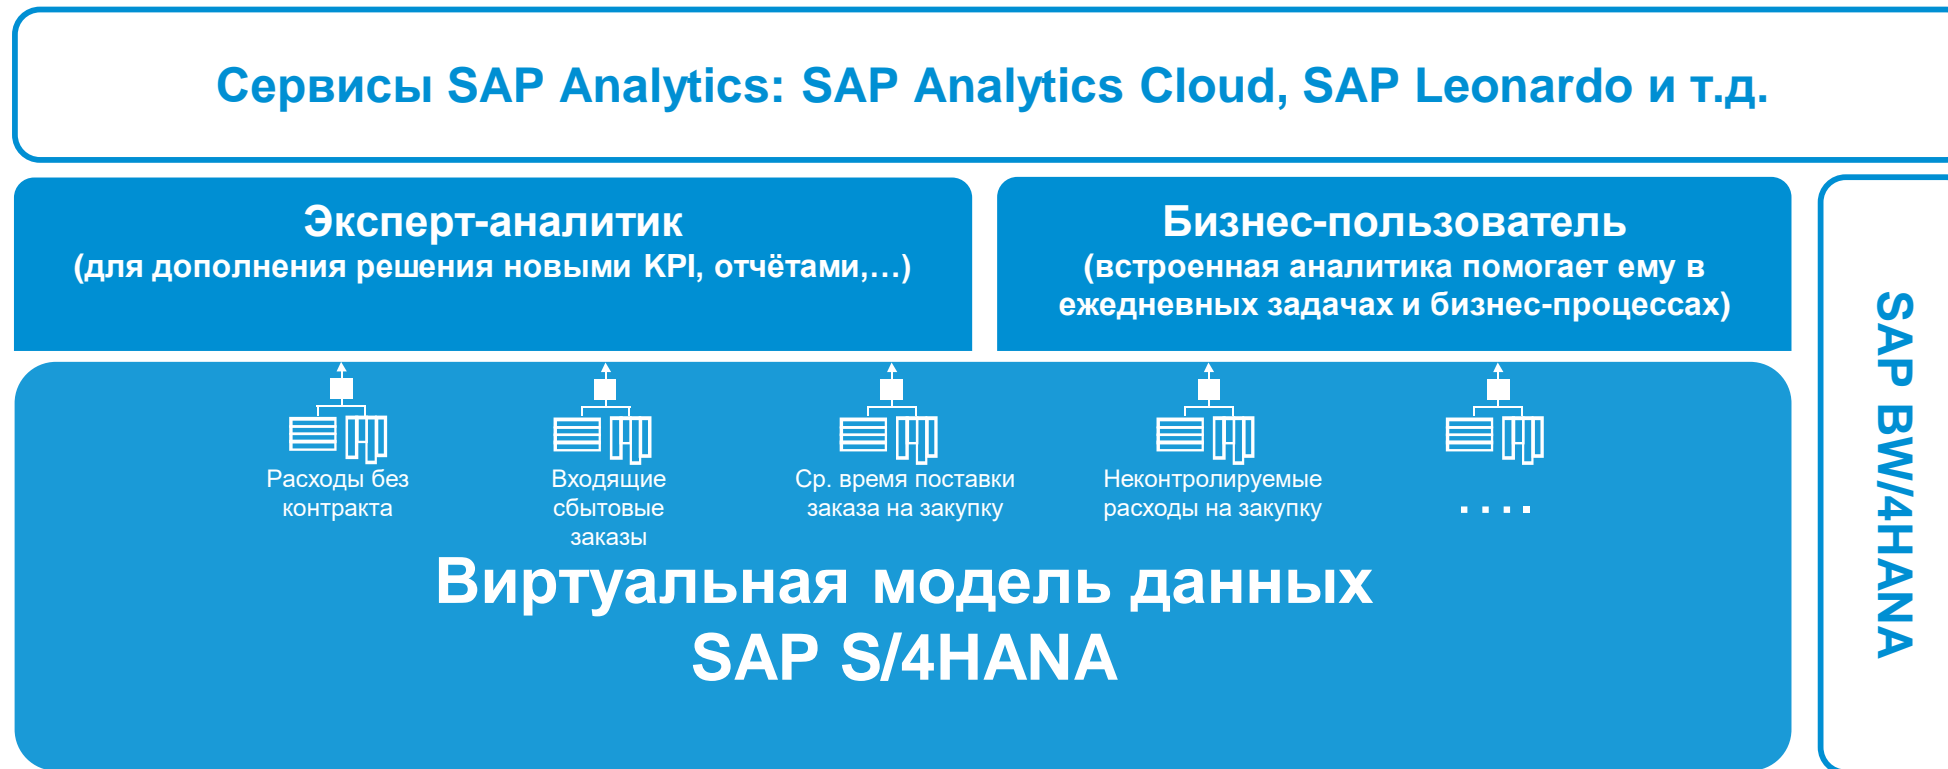 Сервисы SAP Analytics: SAP Analytics Cloud, SAP Leonardo и т.д.
Эксперт-аналитик
(для дополнения решения новыми KPI, отчётами,...)
Бизнес-пользователь
(встроенная аналитика помогает ему в
ежедневных задачах и бизнес-процессах)
Расходы без
контракта
Входящие
сбытовые
заказы
Ср. время поставки
заказа на закупку
Неконтролируемые
расходы на закупку
....
Виртуальная модель данных
SAP S/4HANA
SAP BW/4HANA